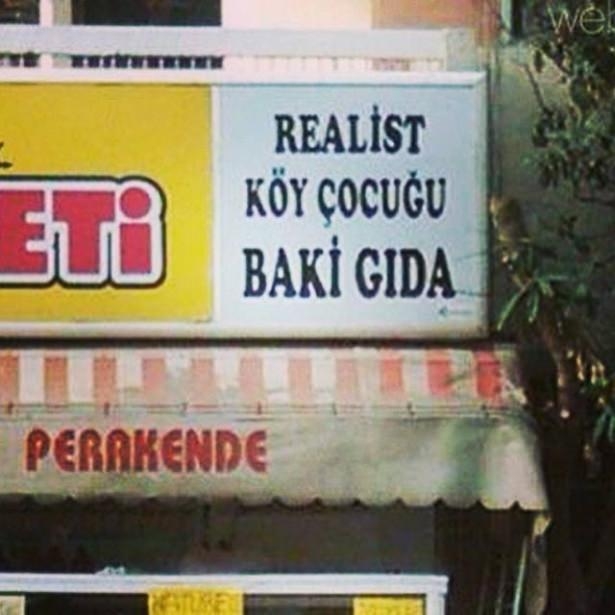 ETi
REALİST
KÖY ÇOCUĞU
BAKİ GIDA
PERAKENDE